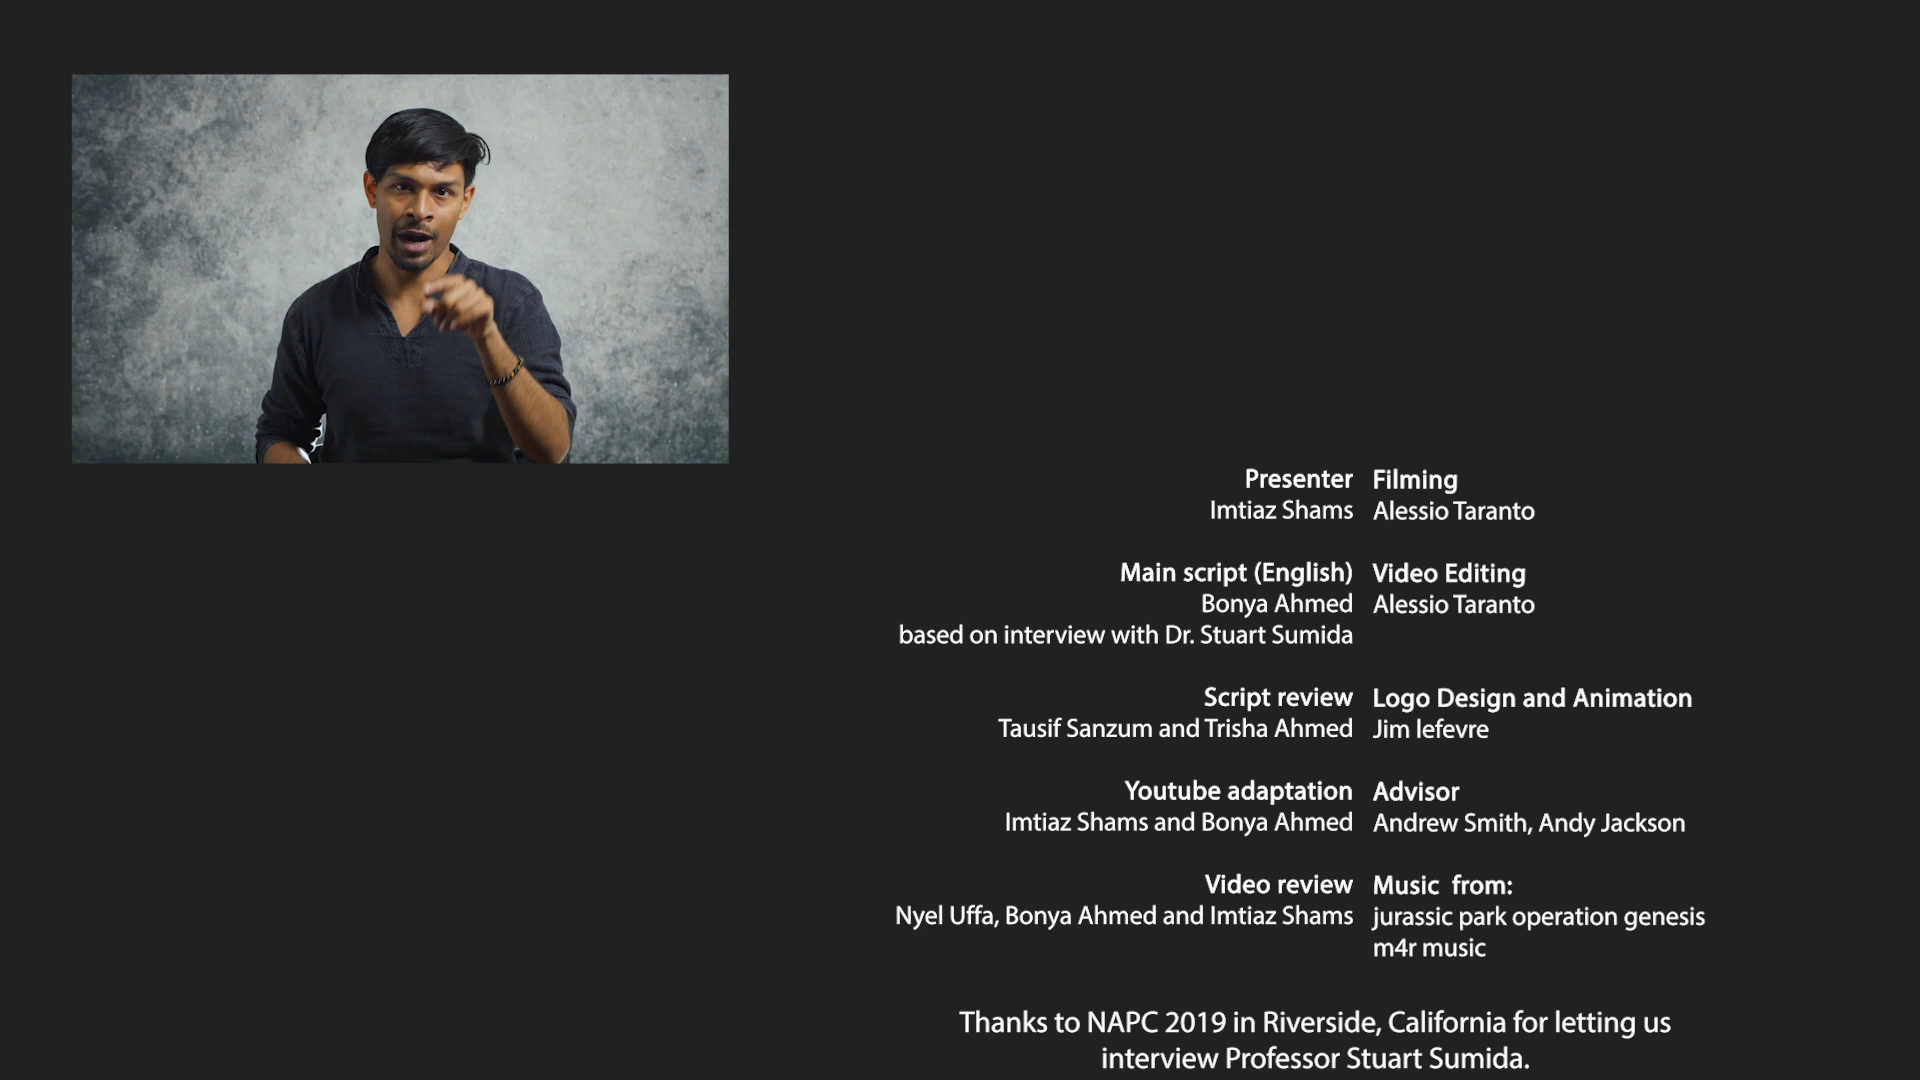 Presenter
Imtiaz Shams
Filming
Alessio Taranto
Main script (English)
Bonya Ahmed
based on interview with Dr. Stuart Sumida
Video Editing
Alessio Taranto
Script review
Tausif Sanzum and Trisha Ahmed
Logo Design and Animation
Jim lefevre
Youtube adaptation
Imtiaz Shams and Bonya Ahmed
Advisor
Andrew Smith, Andy Jackson
Video review
Nyel Uffa, Bonya Ahmed and Imtiaz Shams
Music from:
jurassic park operation genesis
m4r music
Thanks to NAPC 2019 in Riverside, California for letting us
interview Professor Stuart Sumida.